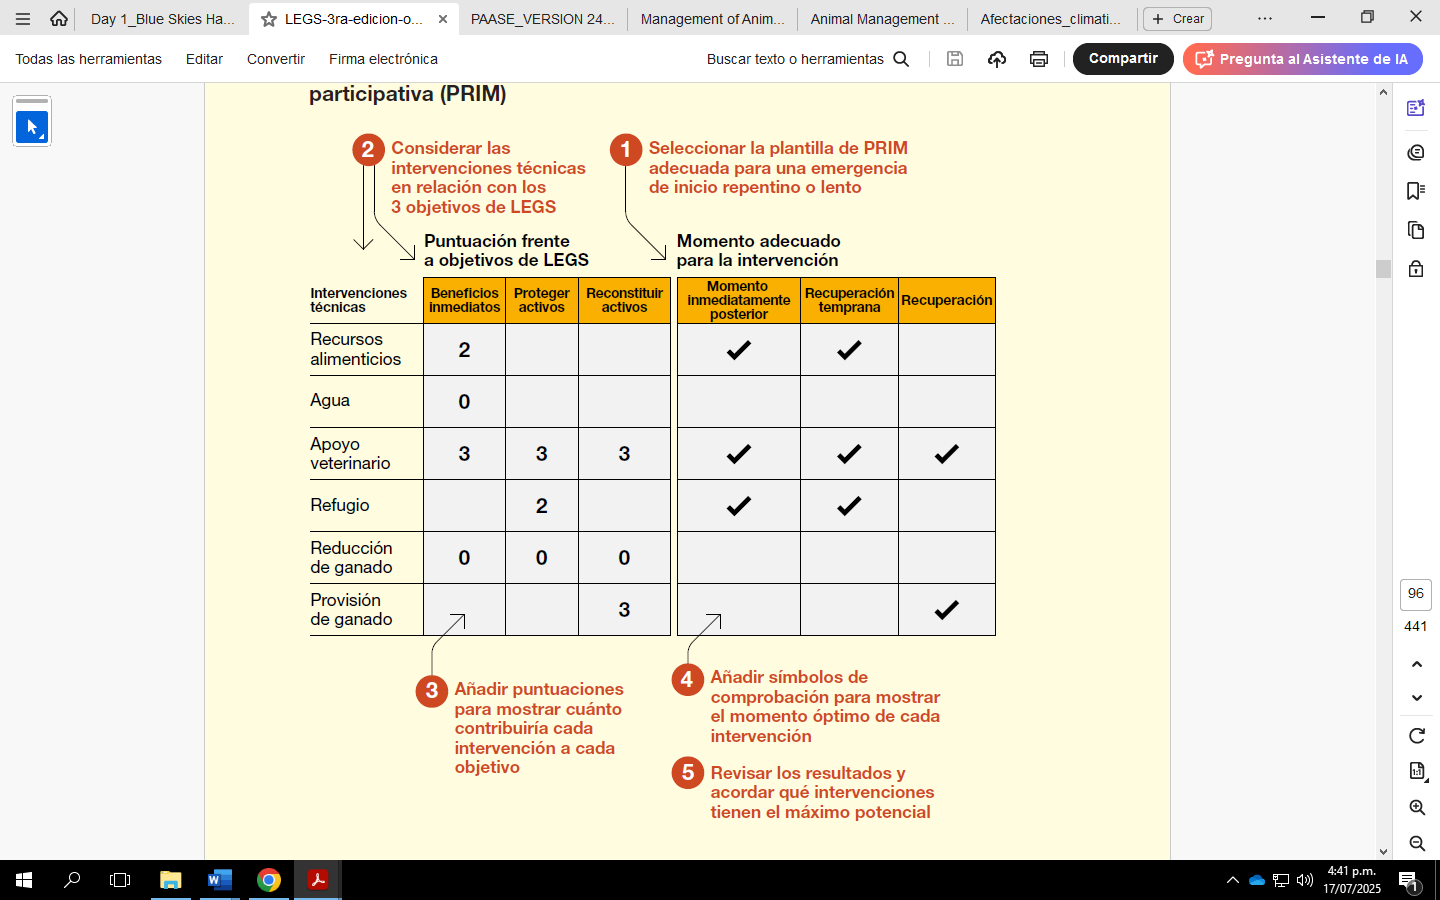 Day 1_Blue Skies Ha...
LEGS-3ra-edicion-o...
PAASE_VERSION 24...
Management of Anim...
Animal Management ...
Afectaciones_climati...
Crear
Todas las herramientas
Editar
Convertir
Firma electrónica
Buscar texto o herramientas
Compartir
Pregunta al Asistente de IA
participativa (PRIM)
2
Considerar las
intervenciones técnicas
en relación con los
3 objetivos de LEGS
1
Seleccionar la plantilla de PRIM
adecuada para una emergencia
de inicio repentino o lento
Puntuación frente
a objetivos de LEGS
Momento adecuado
para la intervención
Intervenciones
técnicas
Beneficios
inmediatos
Proteger
activos
Reconstituir
activos
Momento
inmediatamente
posterior
Recuperación
temprana
Recuperación
Recursos
alimenticios
2
Agua
0
Apoyo
veterinario
3 3 3
Refugio
2
Reducción
de ganado
0 0 0
Provisión
de ganado
3
3
Añadir puntuaciones
para mostrar cuánto
contribuiría cada
intervención a cada
objetivo
4
Añadir símbolos de
comprobación para mostrar
el momento óptimo de cada
intervención
5
Revisar los resultados y
acordar qué intervenciones
tienen el máximo potencial
96
441
1:1
4:41 p.m.
17/07/2025
1